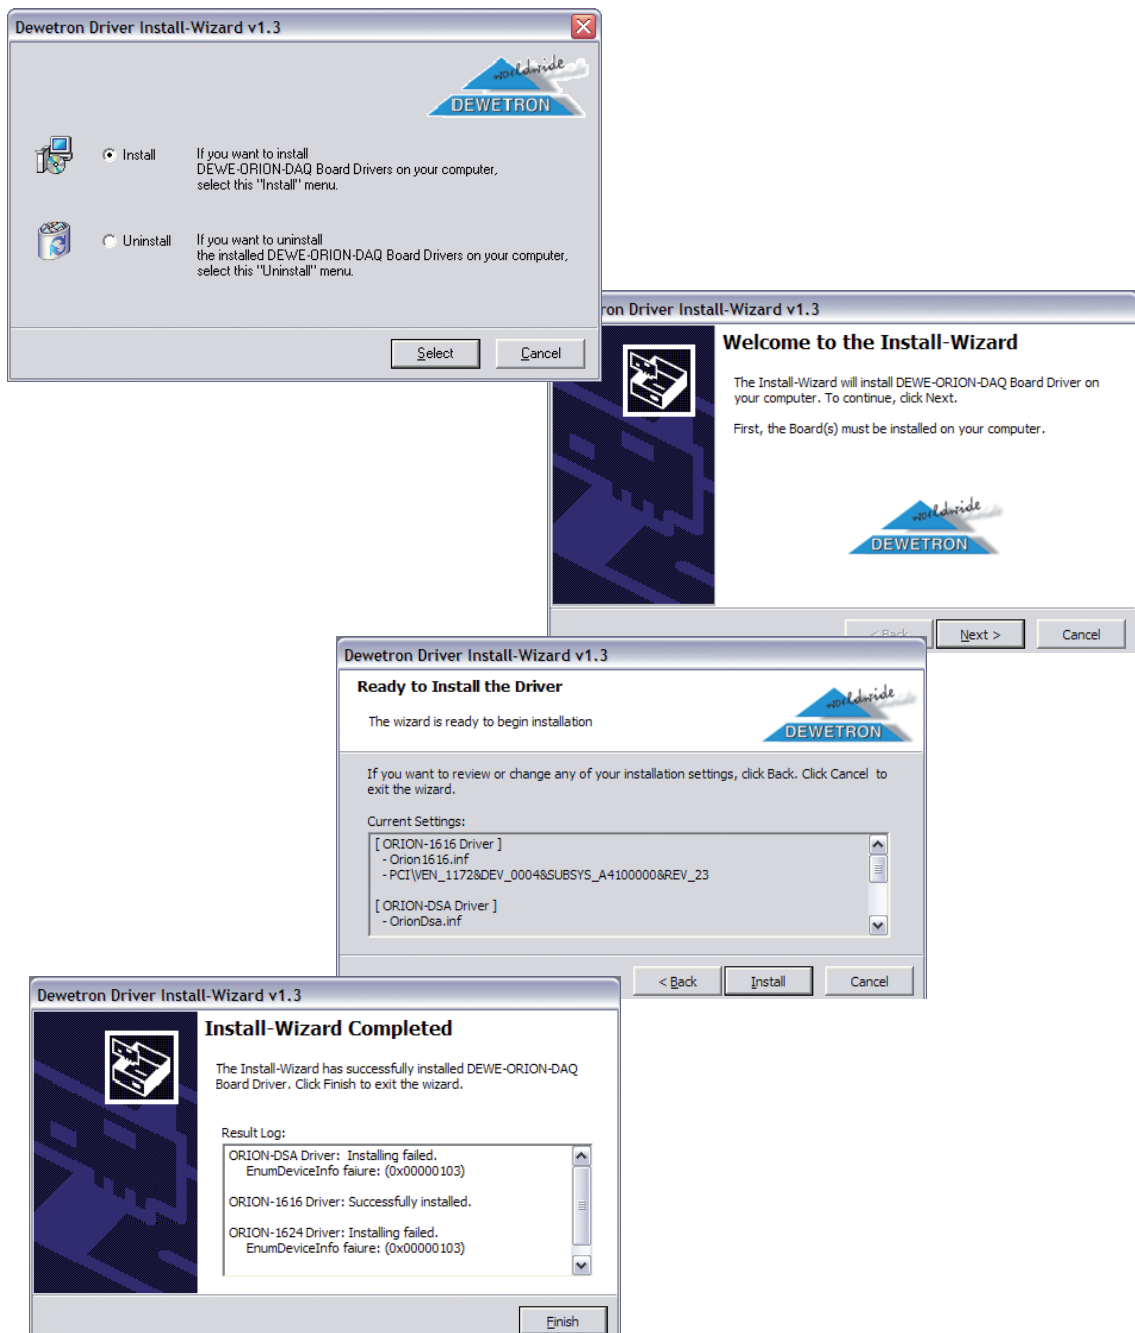 Dewetron Driver Install-Wizard v1.3
worldwide
DEWETRON
Install
If you want to install
DEWE-ORION-DAQ Board Drivers on your computer,
select this "Install" menu.
Uninstall
If you want to uninstall
the installed DEWE-ORION-DAQ Board Drivers on your computer,
select this "Uninstall" menu.
Select
Cancel
ron Driver Install-Wizard v1.3
Welcome to the Install-Wizard
The Install-Wizard will install DEWE-ORION-DAQ Board Driver on
your computer. To continue, click Next.
First, the Board(s) must be installed on your computer.
worldwide
DEWETRON
< Back
Next >
Cancel
Dewetron Driver Install-Wizard v1.3
Ready to Install the Driver
The wizard is ready to begin installation
worldwide
DEWETRON
If you want to review or change any of your installation settings, click Back. Click Cancel to
exit the wizard.
Current Settings:
[ ORION-1616 Driver ]
- Orion1616.inf
- PCI\VEN_1172&DEV_0004&SUBSYS_A4100000&REV_23
[ ORION-DSA Driver ]
- OrionDsa.inf
< Back
Install
Cancel
Dewetron Driver Install-Wizard v1.3
Install-Wizard Completed
The Install-Wizard has successfully installed DEWE-ORION-DAQ
Board Driver. Click Finish to exit the wizard.
Result Log:
ORION-DSA Driver: Installing failed.
EnumDeviceInfo faiure: (0x00000103)
ORION-1616 Driver: Successfully installed.
ORION-1624 Driver: Installing failed.
EnumDeviceInfo faiure: (0x00000103)
Finish